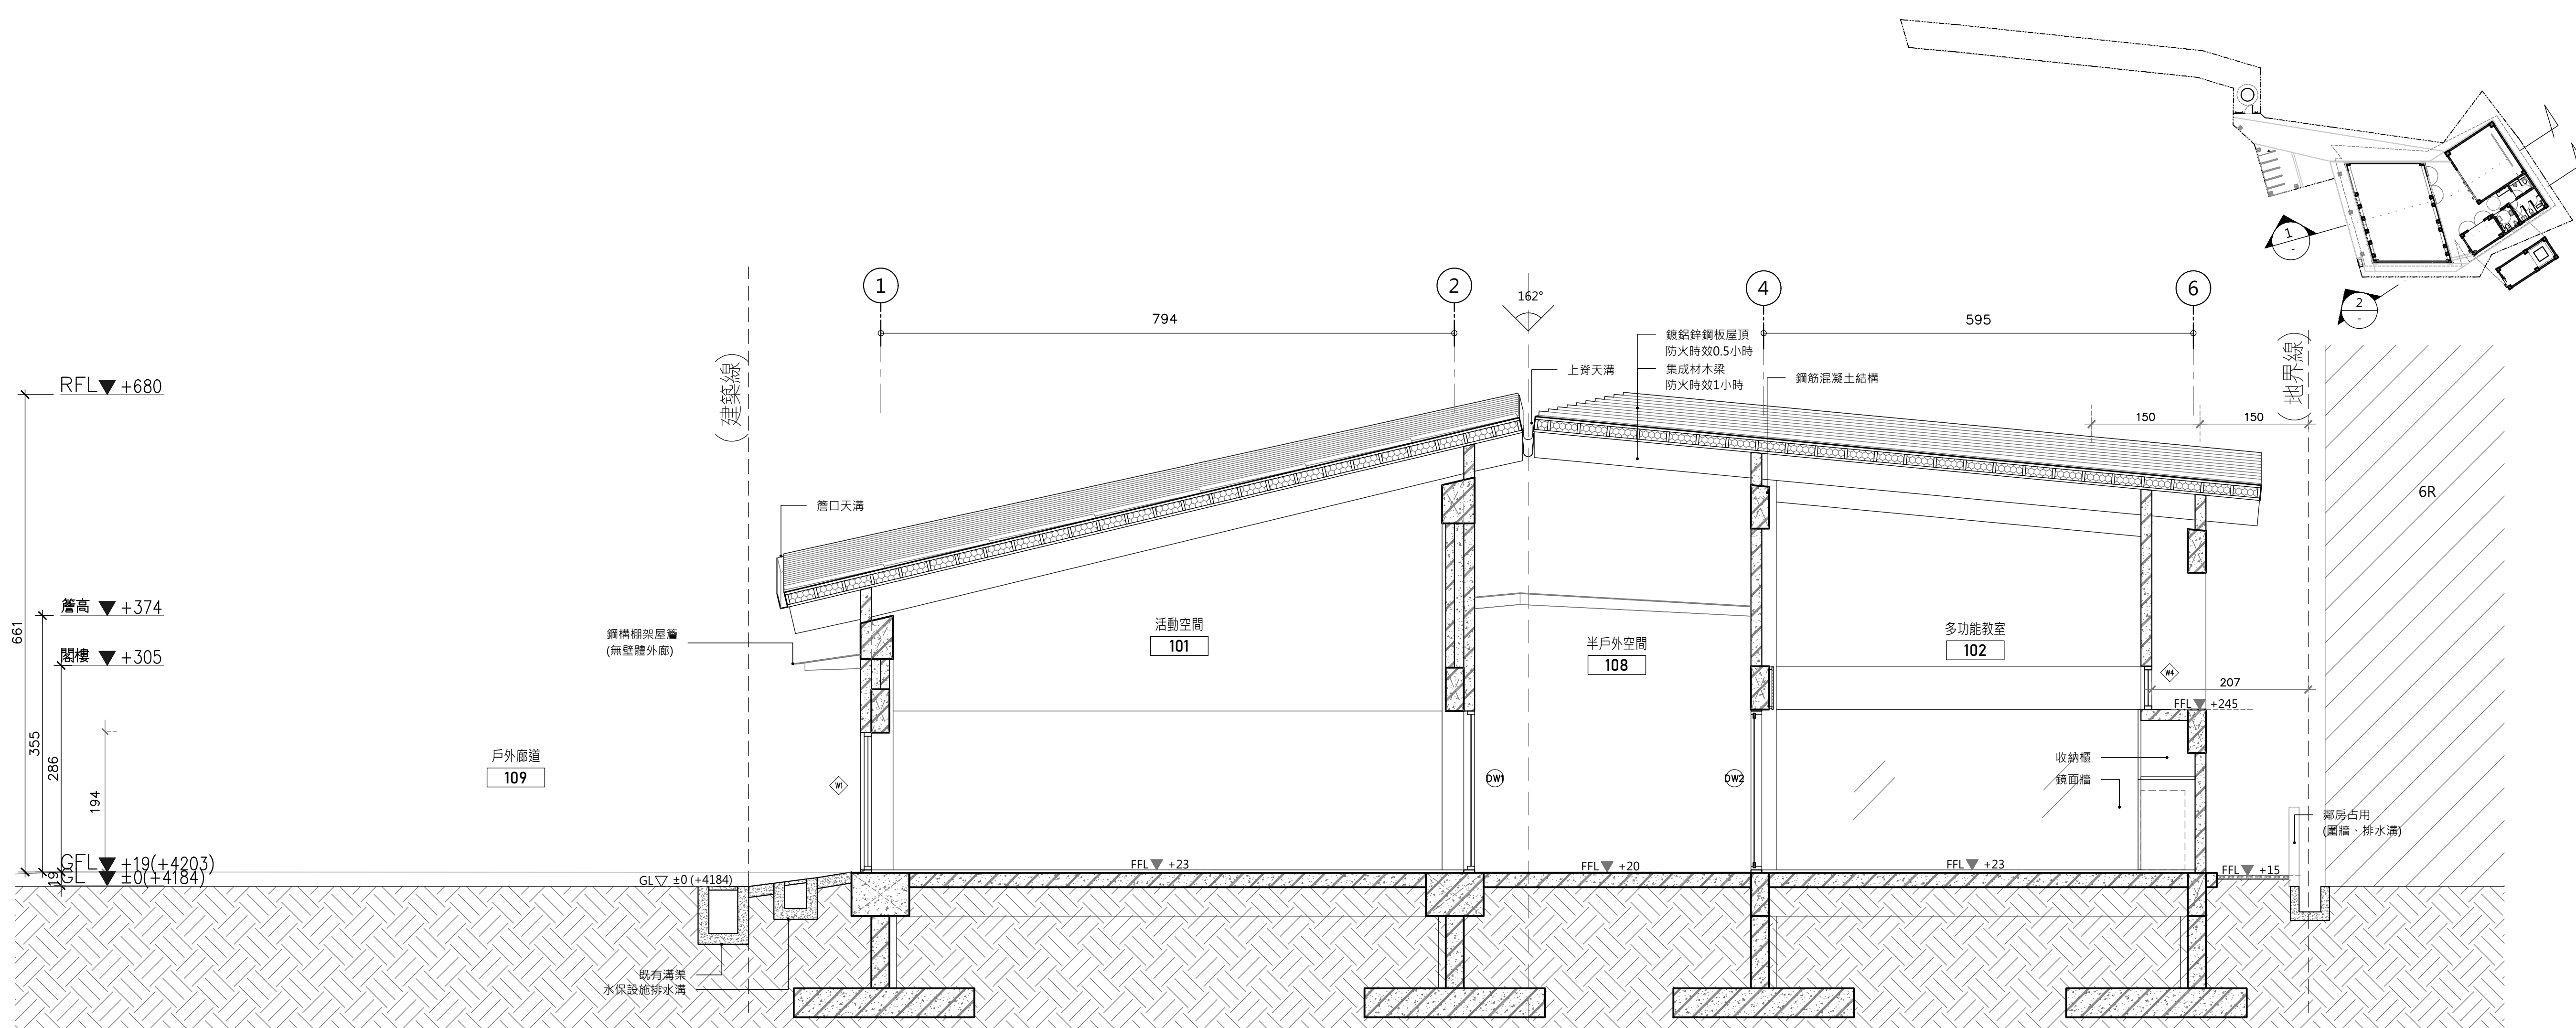 1
-
2
-
1
2
4
6
794
162°
595
(建築線)
(地界線)
鍍鋁鋅鋼板屋頂
防火時效0.5小時
集成材木梁
防火時效1小時
上脊天溝
鋼筋混凝土結構
RFL +680
150
150
6R
簷口天溝
簷高 +374
661
鋼構棚架屋簷
(無壁體外廊)
活動空間
101
半戶外空間
108
多功能教室
102
閣樓 +305
W4
207
FFL +245
355
286
194
戶外廊道
109
W1
DW1
DW2
收納櫃
鏡面牆
鄰房占用
(圍牆、排水溝)
GFL +19(+4203)
GL ±0(+4184)
19
GL ±0 (+4184)
FFL +23
FFL +20
FFL +23
FFL +15
既有溝渠
水保設施排水溝